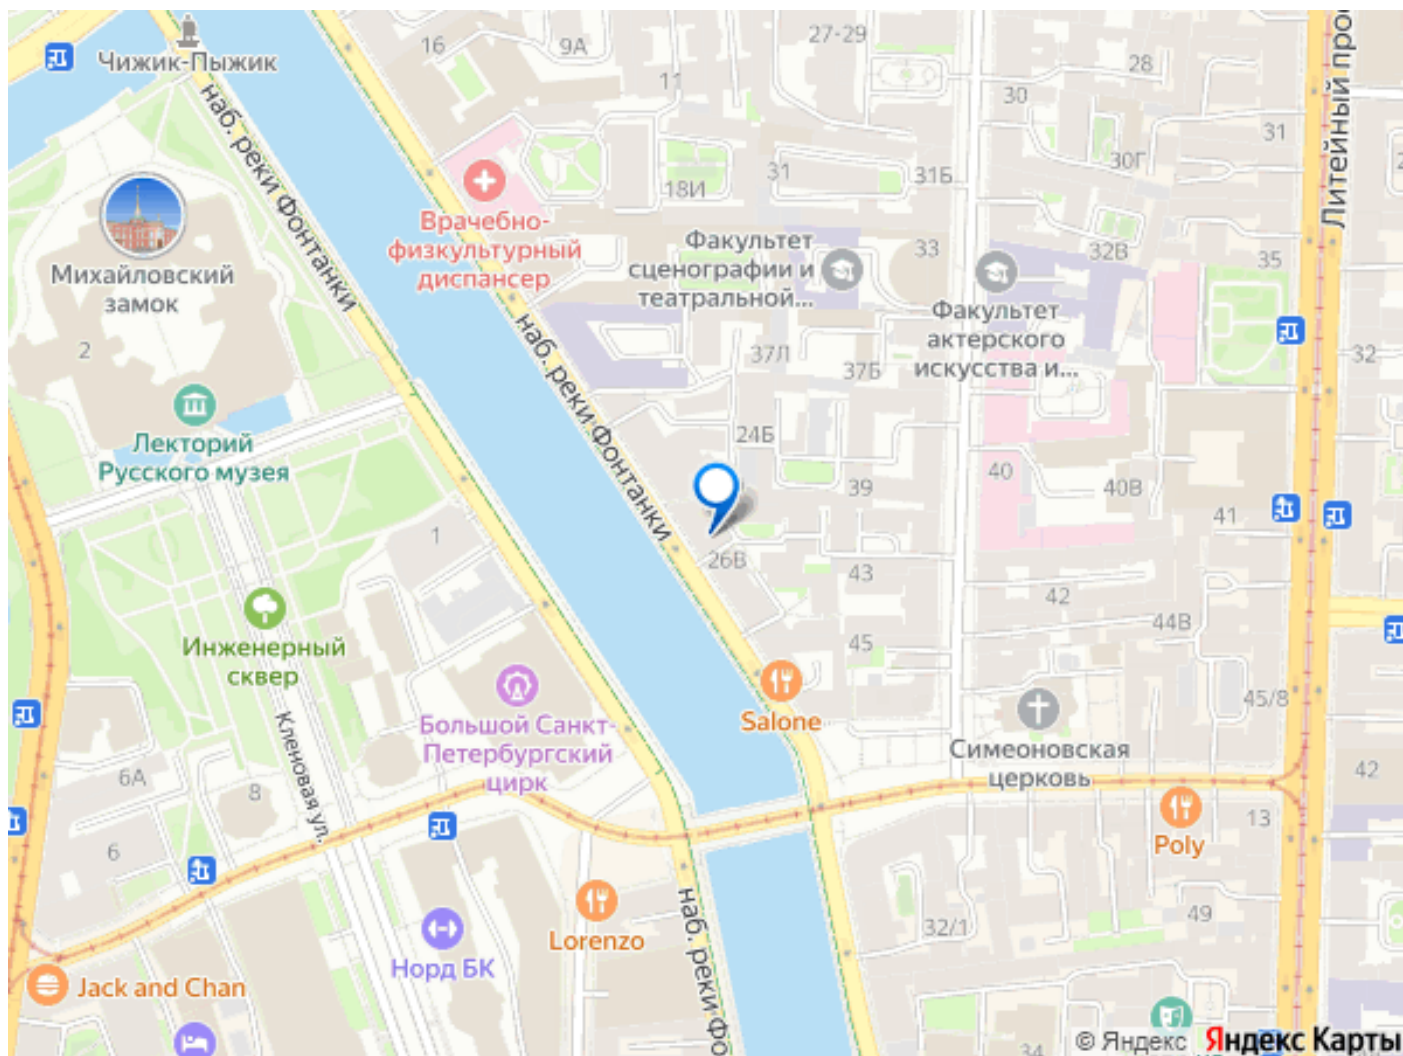 16
9А
27-29
28
Чижик-Пыжик
11
30
31
Литейный прос
наб. реки Фонтанки
31
30Г
18И
31Б
Врачебно-
физкультурный
диспансер
Факультет
сценографии и
театральной...
33
32В
35
Михайловский
замок
Факультет
актерского
искусства и...
2
наб. реки Фонтанки
37Л
37Б
32
Лекторий
Русского музея
24Б
40
39
40В
41
1
26В
43
42
44В
Инженерный
сквер
45
45/8
Salone
Большой Санкт-
Петербургский
цирк
Симеоновская
церковь
Кленовая ул.
6А
8
42
13
6
Poly
наб. реки Фо
49
32/1
Lorenzo
Норд БК
Jack and Chan
34
© Яндекс Яндекс Карты